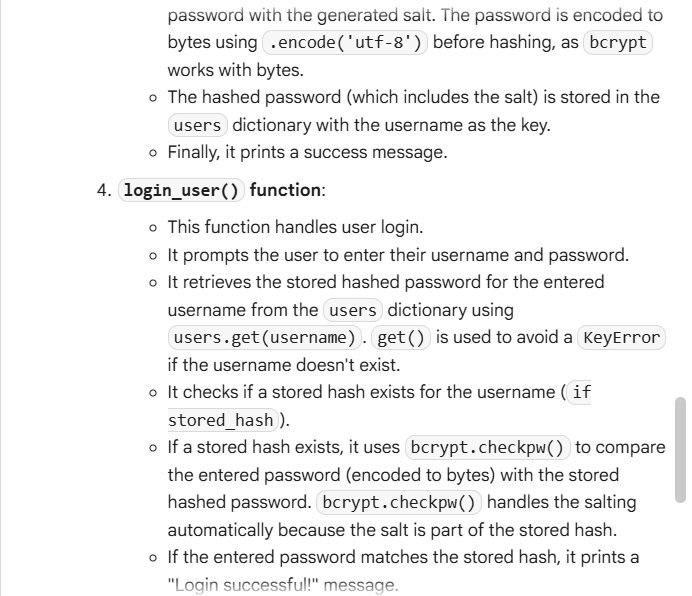 password with the generated salt. The password is encoded to
bytes using .encode('utf-8') before hashing, as bcrypt
works with bytes.
The hashed password (which includes the salt) is stored in the
users dictionary with the username as the key.
Finally, it prints a success message.
4. login_user() function:
This function handles user login.
It prompts the user to enter their username and password.
It retrieves the stored hashed password for the entered
username from the users dictionary using
users.get(username). get() is used to avoid a KeyError
if the username doesn't exist.
It checks if a stored hash exists for the username (if
stored_hash).
If a stored hash exists, it uses bcrypt.checkpw() to compare
the entered password (encoded to bytes) with the stored
hashed password. bcrypt.checkpw() handles the salting
automatically because the salt is part of the stored hash.
If the entered password matches the stored hash, it prints a
"Login successful!" message.